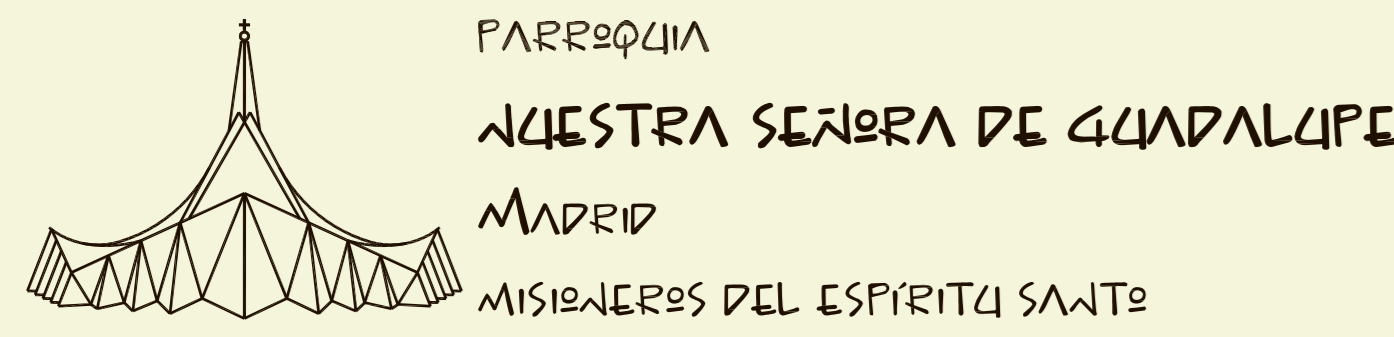 PARROQUIA
NUESTRA SEÑORA DE GUADALUPE
MADRID
MISIONEROS DEL ESPÍRITU SANTO